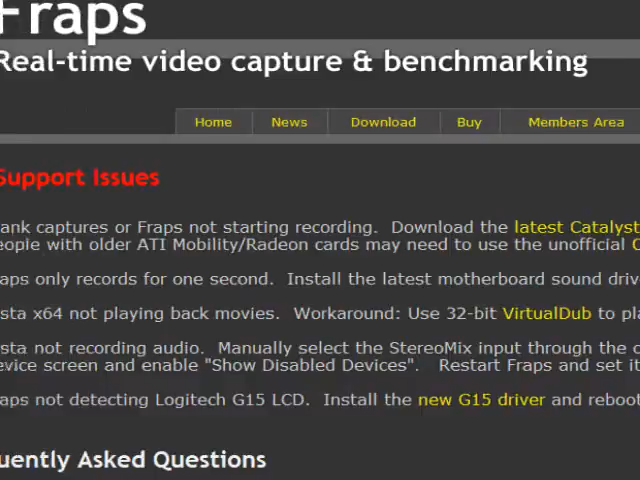 Fraps
Real-time video capture & benchmarking
Home News Download Buy Members Area
Support Issues
ank captures or Fraps not starting recording. Download the latest Catalyst
eople with older ATI Mobility/Radeon cards may need to use the unofficial
aps only records for one second. Install the latest motherboard sound driv
sta x64 not playing back movies. Workaround: Use 32-bit VirtualDub to pla
sta not recording audio. Manually select the StereoMix input through the
evice screen and enable "Show Disabled Devices". Restart Fraps and set it
aps not detecting Logitech G15 LCD. Install the new G15 driver and reboot
uently Asked Questions